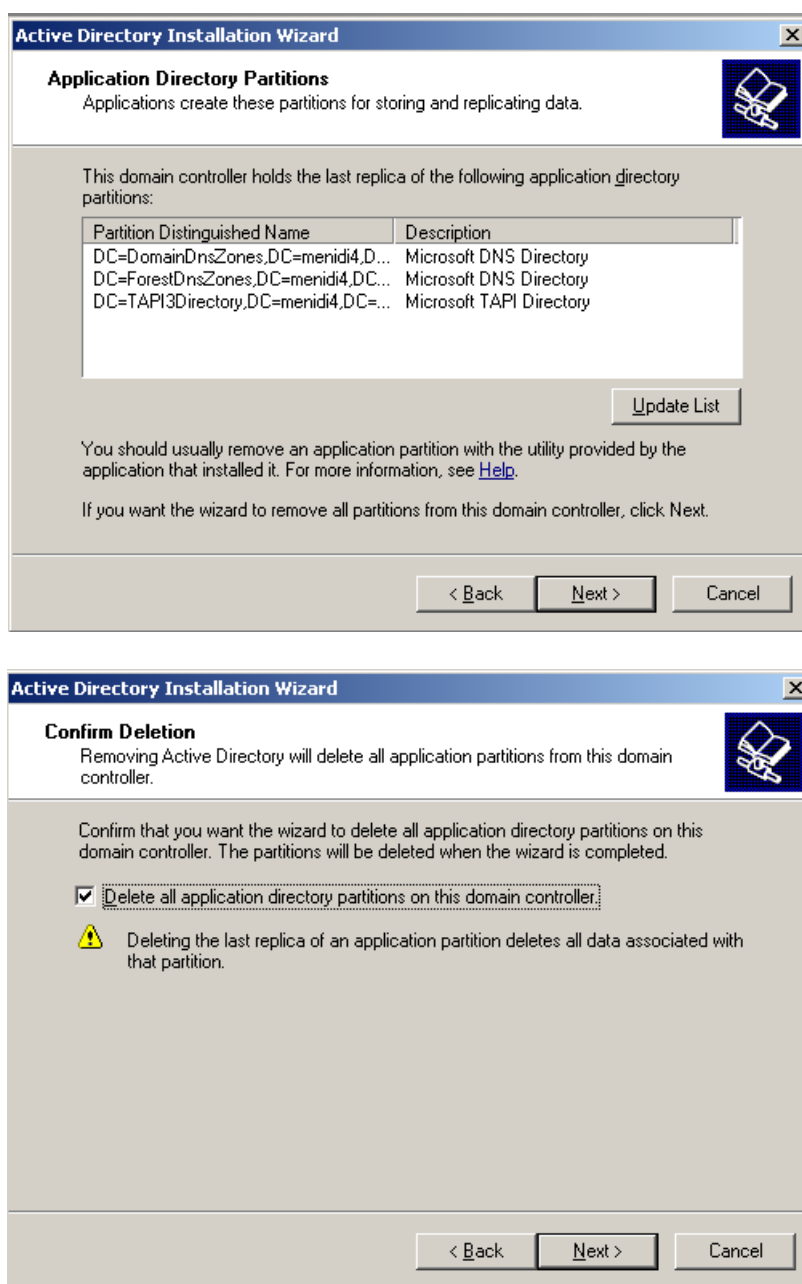 Active Directory Installation Wizard
Application Directory Partitions
Applications create these partitions for storing and replicating data.
This domain controller holds the last replica of the following application directory
partitions:
Partition Distinguished Name Description
DC=DomainDnsZones,DC=menidi4,D... Microsoft DNS Directory
DC=ForestDnsZones,DC=menidi4,DC... Microsoft DNS Directory
DC=TAPI3Directory,DC=menidi4,DC=... Microsoft TAPI Directory
Update List
You should usually remove an application partition with the utility provided by the
application that installed it. For more information, see Help.
If you want the wizard to remove all partitions from this domain controller, click Next.
< Back Next > Cancel
Active Directory Installation Wizard
Confirm Deletion
Removing Active Directory will delete all application partitions from this domain
controller.
Confirm that you want the wizard to delete all application directory partitions on this
domain controller. The partitions will be deleted when the wizard is completed.
Delete all application directory partitions on this domain controller.
Deleting the last replica of an application partition deletes all data associated with
that partition.
< Back Next > Cancel